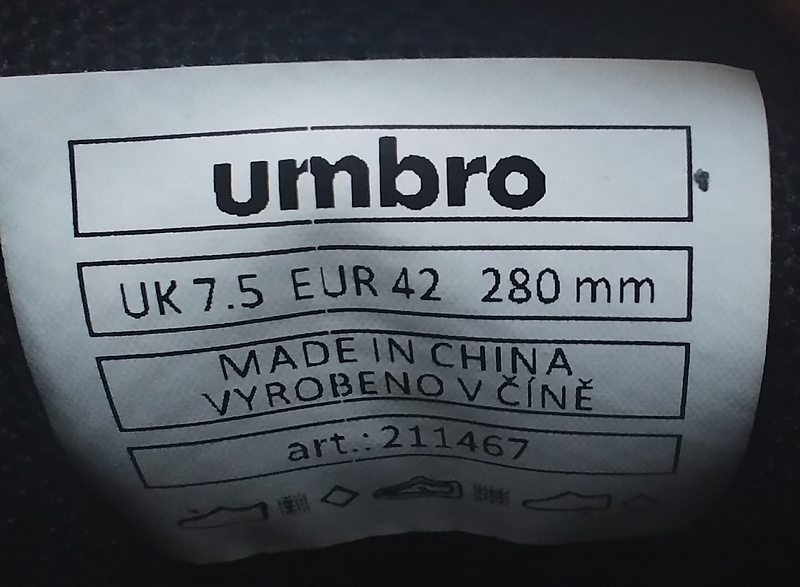 umbro
UK 7.5 EUR 42 280 mm
MADE IN CHINA
VYROBENO V ČÍNĚ
art.: 211467